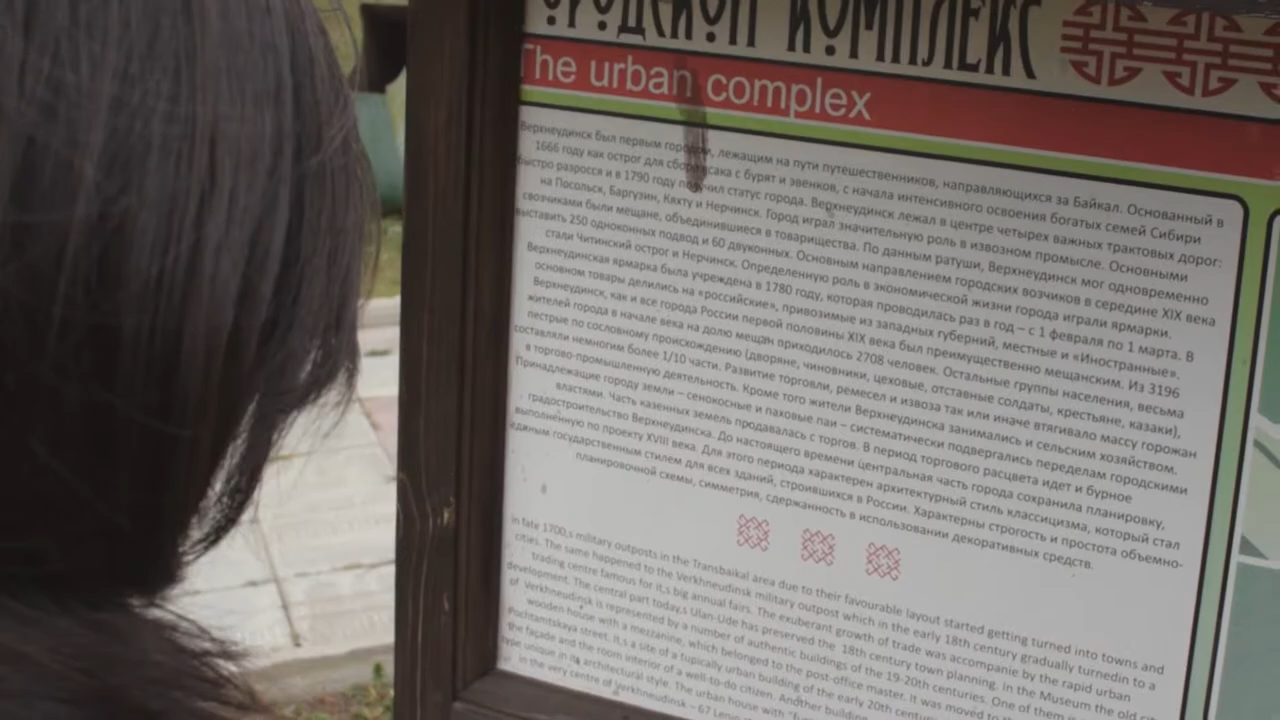 ГОРОДСКОЙ КОМПЛЕКС
The urban complex
Верхнеудинск был первым городом, лежащим на пути путешественников, направляющихся за Байкал. Основанный в
1666 году как острог для сбора ясака с бурят и эвенков, с начала интенсивного освоения богатых семей Сибири
быстро разросся и в 1790 году получил статус города. Верхнеудинск лежал в центре четырех важных трактовых дорог:
на Посольск, Баргузин, Кяхту и Нерчинск. Город играл значительную роль в извозном промысле. Основными
свозчиками были мещане, объединившиеся в товарищества. По данным ратуши, Верхнеудинск мог одновременно
выставить 250 одноконных подвод и 60 двуконных. Основным направлением городских возчиков в середине XIX века
стали Читинский острог и Нерчинск. Определенную роль в экономической жизни города играли ярмарки.
Верхнеудинская ярмарка была учреждена в 1780 году, которая проводилась раз в год – с 1 февраля по 1 марта. В
основном товары делились на «российские», привозимые из западных губерний, местные и «Иностранные».
Верхнеудинск, как и все города России первой половины XIX века был преимущественно мещанским. Из 3196
жителей города в начале века на долю мещан приходилось 2708 человек. Остальные группы населения, весьма
пестрые по сословному происхождению (дворяне, чиновники, цеховые, отставные солдаты, крестьяне, казаки),
составляли немногим более 1/10 части. Развитие торговли, ремесел и извоза так или иначе втягивало массу горожан
в торгово-промышленную деятельность. Кроме того жители Верхнеудинска занимались и сельским хозяйством.
Принадлежащие городу земли – сенокосные и паховые паи – систематически подвергались переделам городскими
властями. Часть казенных земель продавалась с торгов. В период торгового расцвета идет и бурное
градостроительство Верхнеудинска. До настоящего времени центральная часть города сохранила планировку,
выполненную по проекту XVIII века. Для этого периода характерен архитектурный стиль классицизма, который стал
единым государственным стилем для всех зданий, строившихся в России. Характерны строгость и простота объемно-
планировочной схемы, симметрия, сдержанность в использовании декоративных средств.
In fate 1700,s military outposts in the Transbaikal area due to their favourable layout started getting turned into towns and
cities. The same happened to the Verkhneudinsk military outpost which in the early 18th century gradually turnedin to a
trading centre famous for it,s big annual fairs. The exuberant growth of trade was accompanie by the rapid urban
development. The central part today,s Ulan-Ude has preserved the 18th century town planning. In the Museum the old
of Verkhneudinsk is represented by a number of authentic buildings of the 19-20th centuries. One of them
wooden house with a mezzanine, which belonged to the post-office master. It was moved
Pochtamtskaya street. It,s a site of a tupically urban building of the early 20th
the façade and the room interior of a well-to-do citizen. Another building
type unique in its architectural style. The urban house with
in the very centre of Verkhneudinsk – 67